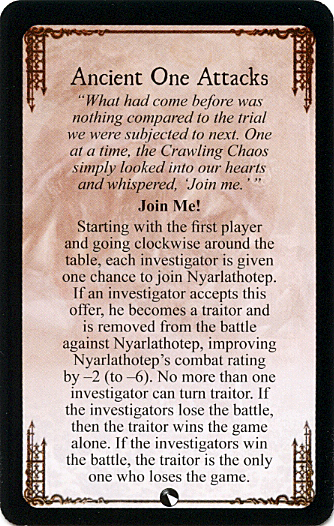 Ancient One Attacks
“What had come before was
nothing compared to the trial
we were subjected to next. One
at a time, the Crawling Chaos
simply looked into our hearts
and whispered, ‘Join me.’”
Join Me!
Starting with the first player
and going clockwise around the
table, each investigator is given
one chance to join Nyarlathotep.
If an investigator accepts this
offer, he becomes a traitor and
is removed from the battle
against Nyarlathotep, improving
Nyarlathotep’s combat rating
by –2 (to –6). No more than one
investigator can turn traitor. If
the investigators lose the battle,
then the traitor wins the game
alone. If the investigators win
the battle, the traitor is the only
one who loses the game.